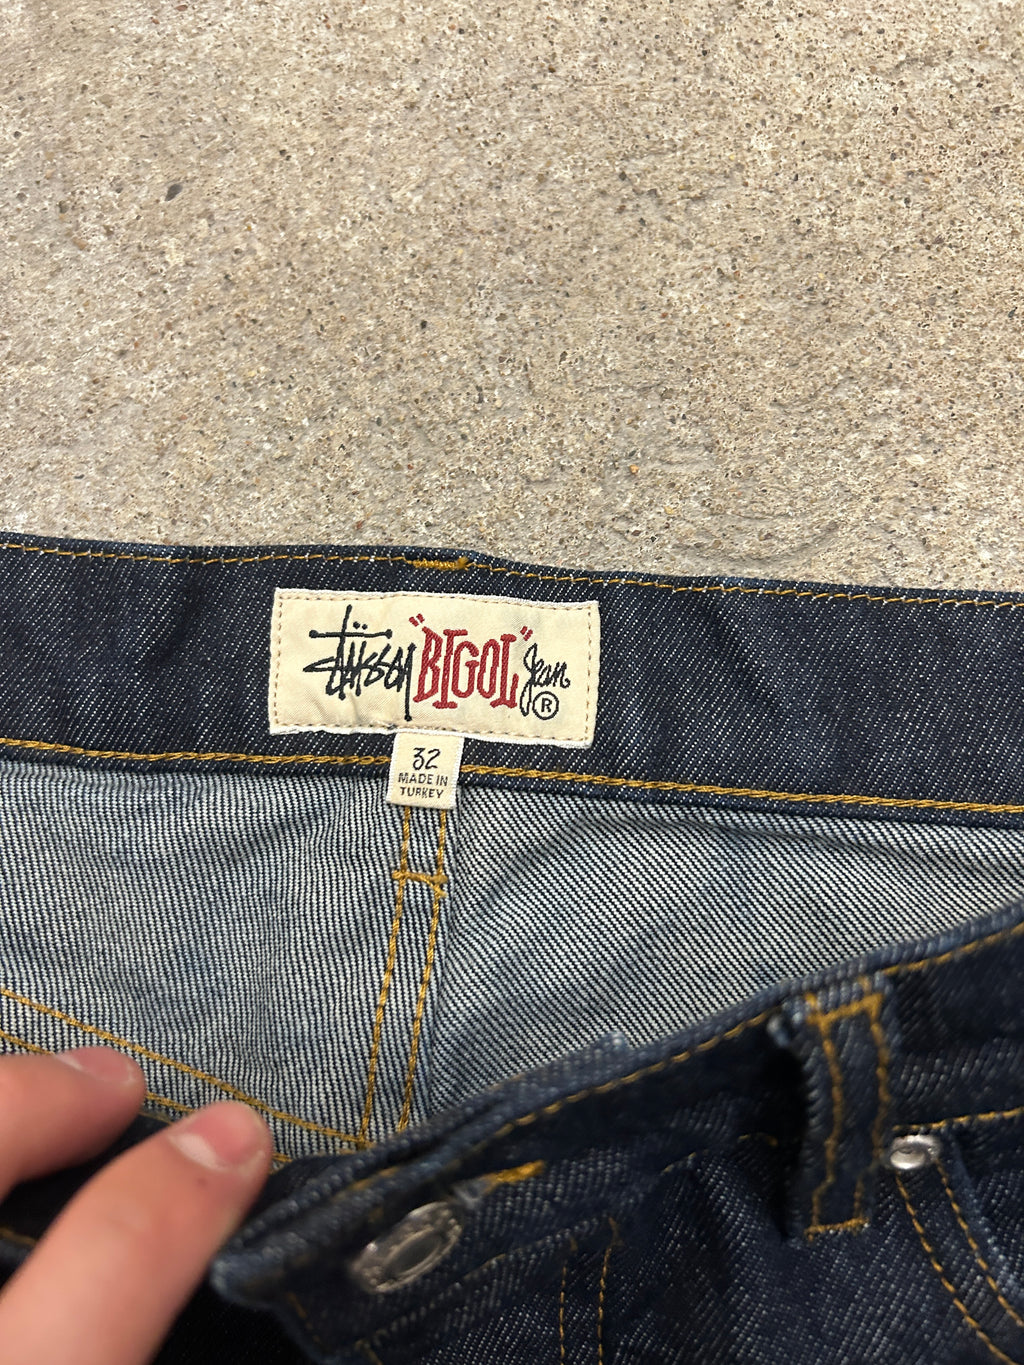 Stüssy "BIGOL" Jean ®
32
MADE IN
TURKEY